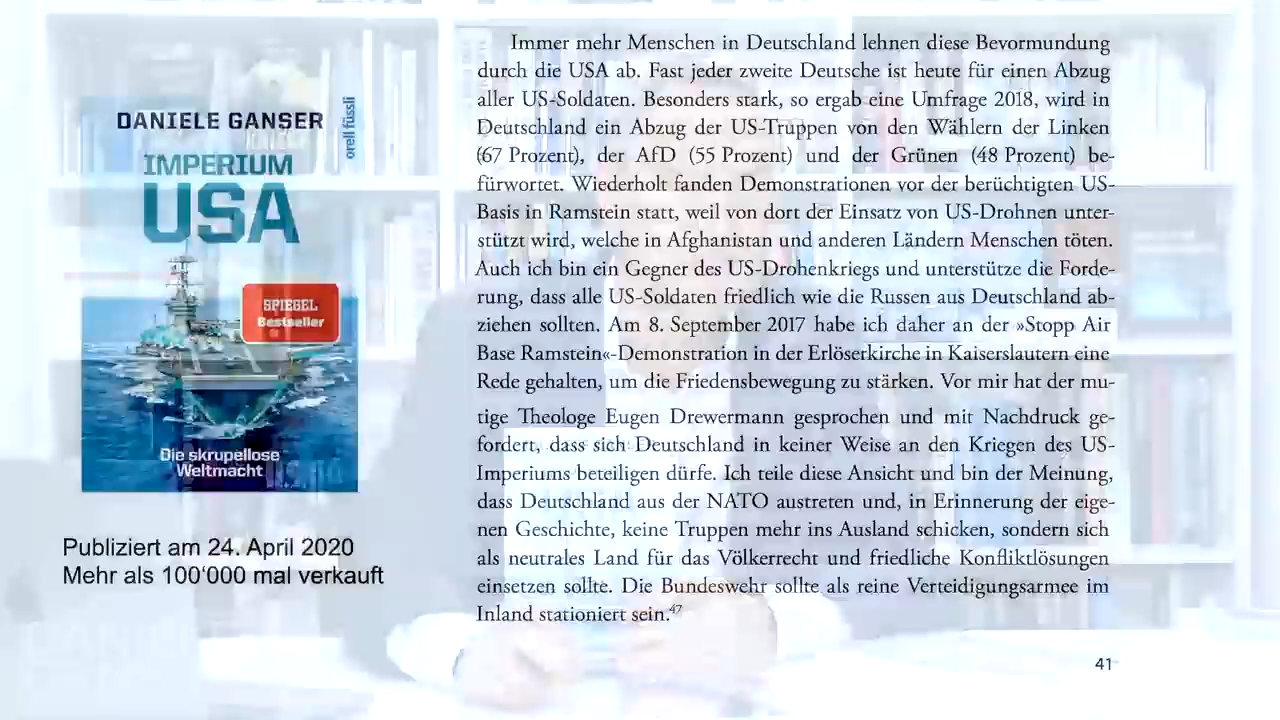 DANIELE GANSER
orell füssli
IMPERIUM
USA
SPIEGEL
Bestseller
Die skrupellose
Weltmacht
Publiziert am 24. April 2020
Mehr als 100'000 mal verkauft
Immer mehr Menschen in Deutschland lehnen diese Bevormundung
durch die USA ab. Fast jeder zweite Deutsche ist heute für einen Abzug
aller US-Soldaten. Besonders stark, so ergab eine Umfrage 2018, wird in
Deutschland ein Abzug der US-Truppen von den Wählern der Linken
(67 Prozent), der AfD (55 Prozent) und der Grünen (48 Prozent) be-
fürwortet. Wiederholt fanden Demonstrationen vor der berüchtigten US-
Basis in Ramstein statt, weil von dort der Einsatz von US-Drohnen unter-
stützt wird, welche in Afghanistan und anderen Ländern Menschen töten.
Auch ich bin ein Gegner des US-Drohenkriegs und unterstütze die Forde-
rung, dass alle US-Soldaten friedlich wie die Russen aus Deutschland ab-
ziehen sollten. Am 8. September 2017 habe ich daher an der »Stopp Air
Base Ramstein«-Demonstration in der Erlöserkirche in Kaiserslautern eine
Rede gehalten, um die Friedensbewegung zu stärken. Vor mir hat der mu-
tige Theologe Eugen Drewermann gesprochen und mit Nachdruck ge-
fordert, dass sich Deutschland in keiner Weise an den Kriegen des US-
Imperiums beteiligen dürfe. Ich teile diese Ansicht und bin der Meinung,
dass Deutschland aus der NATO austreten und, in Erinnerung der eige-
nen Geschichte, keine Truppen mehr ins Ausland schicken, sondern sich
als neutrales Land für das Völkerrecht und friedliche Konfliktlösungen
einsetzen sollte. Die Bundeswehr sollte als reine Verteidigungsarmee im
Inland stationiert sein.47
41